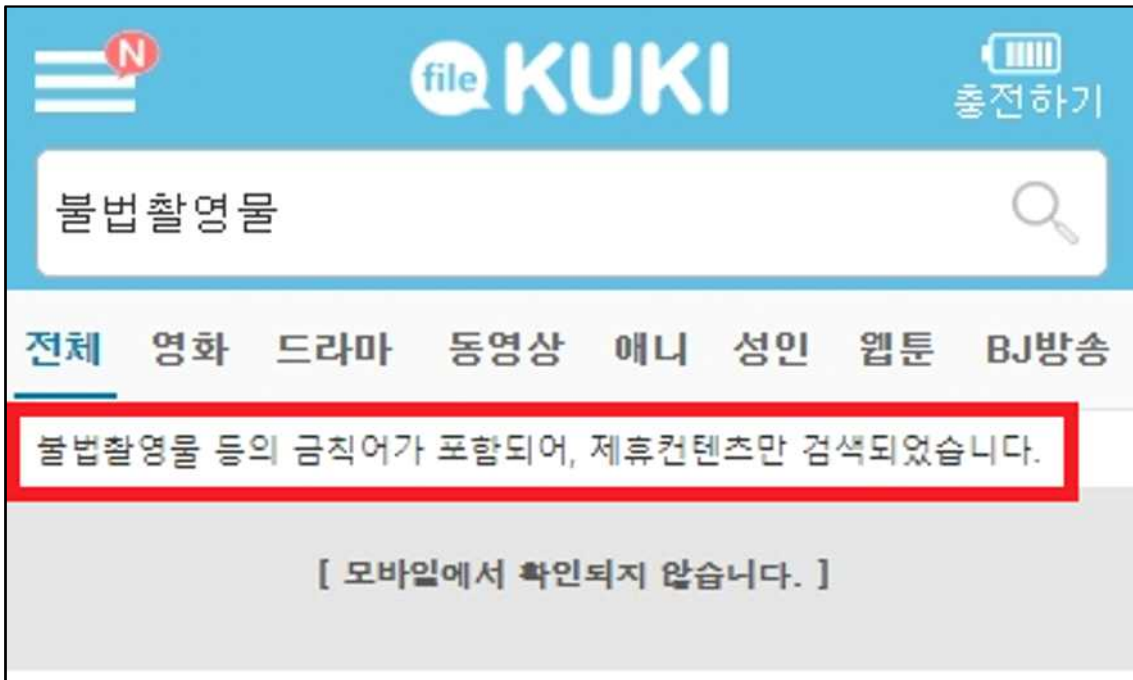 N
file KUKI
충전하기
불법촬영물
전체 영화 드라마 동영상 애니 성인 웹툰 BJ방송
불법촬영물 등의 금칙어가 포함되어, 제휴컨텐츠만 검색되었습니다.
[ 모바일에서 확인되지 않습니다. ]